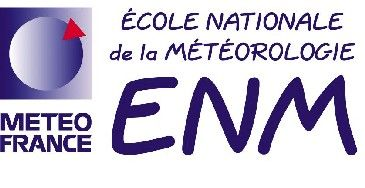 ÉCOLE NATIONALE
de la MÉTÉOROLOGIE
ENM
METEO
FRANCE